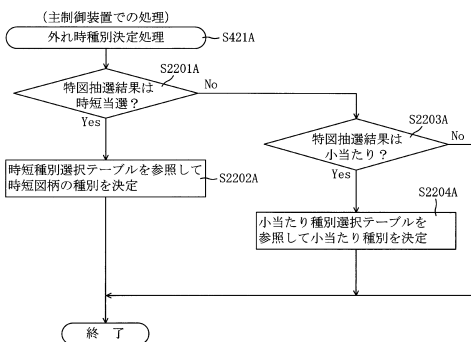 (主制御装置での処理)
外れ時種別決定処理
S421A
特図抽選結果は
時短当選?
S2201A
No
Yes
特図抽選結果は
小当たり?
S2203A
No
Yes
時短種別選択テーブルを参照して
時短図柄の種別を決定
S2202A
小当たり種別選択テーブルを
参照して小当たり種別を決定
S2204A
終 了